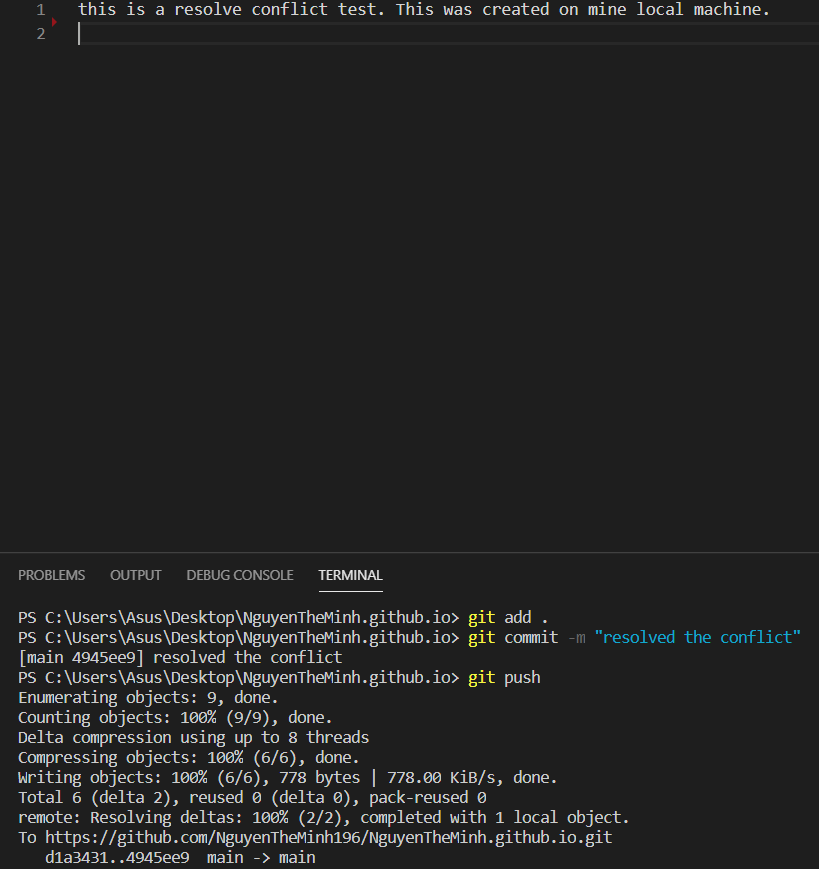 1 this is a resolve conflict test. This was created on mine local machine.
2
PROBLEMS OUTPUT DEBUG CONSOLE TERMINAL
PS C:\Users\Asus\Desktop\NguyenTheMinh.github.io> git add .
PS C:\Users\Asus\Desktop\NguyenTheMinh.github.io> git commit -m "resolved the conflict"
[main 4945ee9] resolved the conflict
PS C:\Users\Asus\Desktop\NguyenTheMinh.github.io> git push
Enumerating objects: 9, done.
Counting objects: 100% (9/9), done.
Delta compression using up to 8 threads
Compressing objects: 100% (6/6), done.
Writing objects: 100% (6/6), 778 bytes | 778.00 KiB/s, done.
Total 6 (delta 2), reused 0 (delta 0), pack-reused 0
remote: Resolving deltas: 100% (2/2), completed with 1 local object.
To https://github.com/NguyenTheMinh196/NguyenTheMinh.github.io.git
d1a3431..4945ee9 main -> main